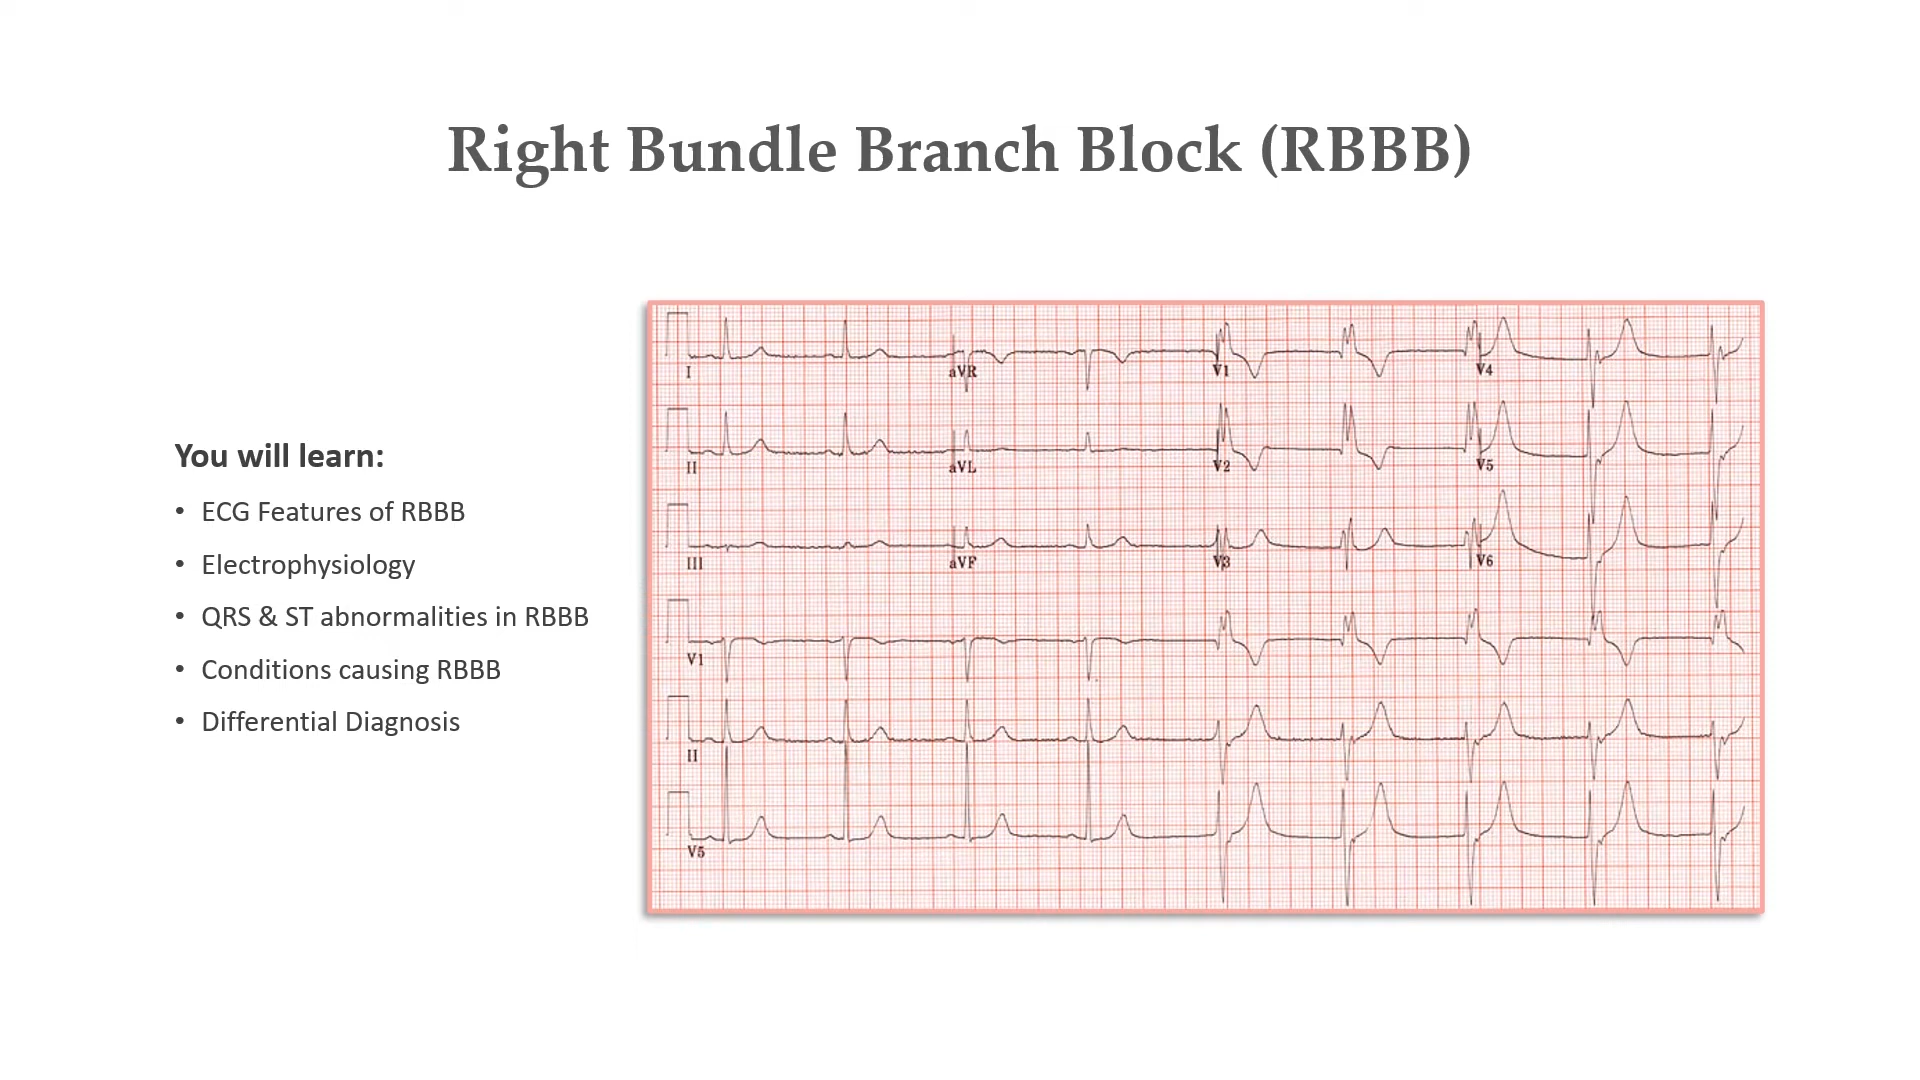 Right Bundle Branch Block (RBBB)
You will learn:
• ECG Features of RBBB
• Electrophysiology
• QRS & ST abnormalities in RBBB
• Conditions causing RBBB
• Differential Diagnosis
I aVR V1 V4
II aVL V2 V5
III aVF V3 V6
V1
II
V5